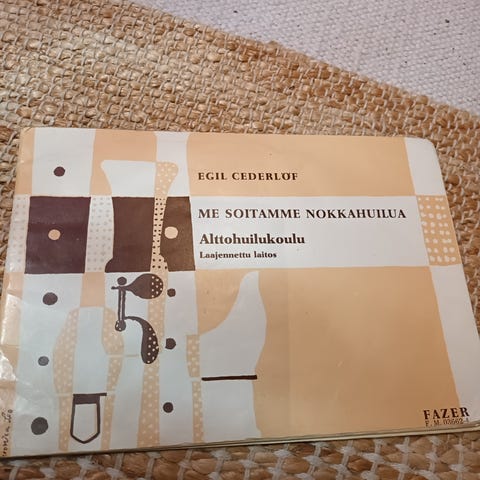 EGIL CEDERLÖF
ME SOITAMME NOKKAHUILUA
Alttohuilukoulu
Laajennettu laitos
FAZER